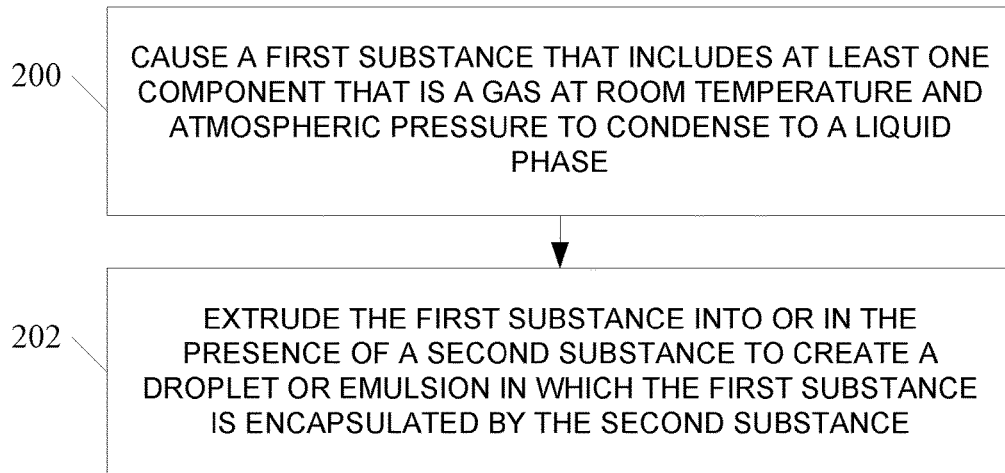 200
CAUSE A FIRST SUBSTANCE THAT INCLUDES AT LEAST ONE
COMPONENT THAT IS A GAS AT ROOM TEMPERATURE AND
ATMOSPHERIC PRESSURE TO CONDENSE TO A LIQUID
PHASE
202
EXTRUDE THE FIRST SUBSTANCE INTO OR IN THE
PRESENCE OF A SECOND SUBSTANCE TO CREATE A
DROPLET OR EMULSION IN WHICH THE FIRST SUBSTANCE
IS ENCAPSULATED BY THE SECOND SUBSTANCE